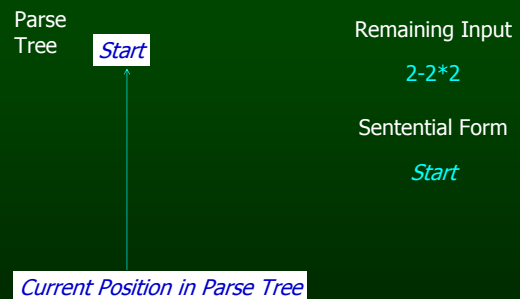 Parse
Tree
Start
Remaining Input
2-2*2
Sentential Form
Start
Current Position in Parse Tree